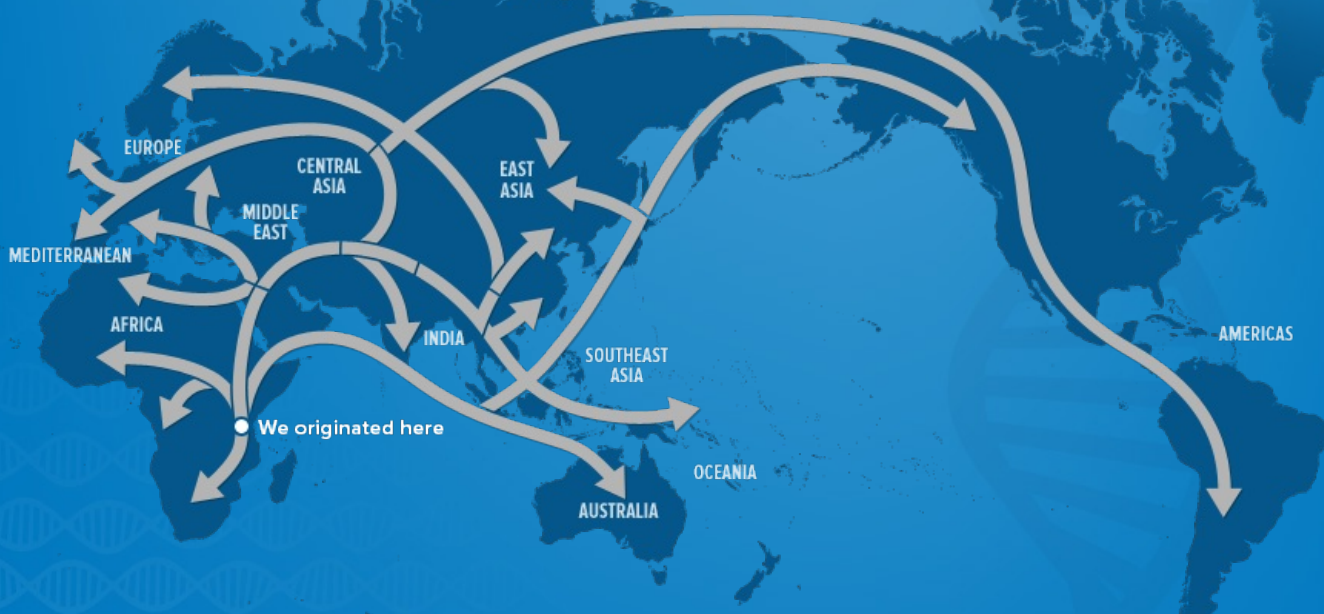 EUROPE
CENTRAL
ASIA
EAST
ASIA
MIDDLE
EAST
MEDITERRANEAN
AFRICA
INDIA
AMERICAS
SOUTHEAST
ASIA
We originated here
OCEANIA
AUSTRALIA